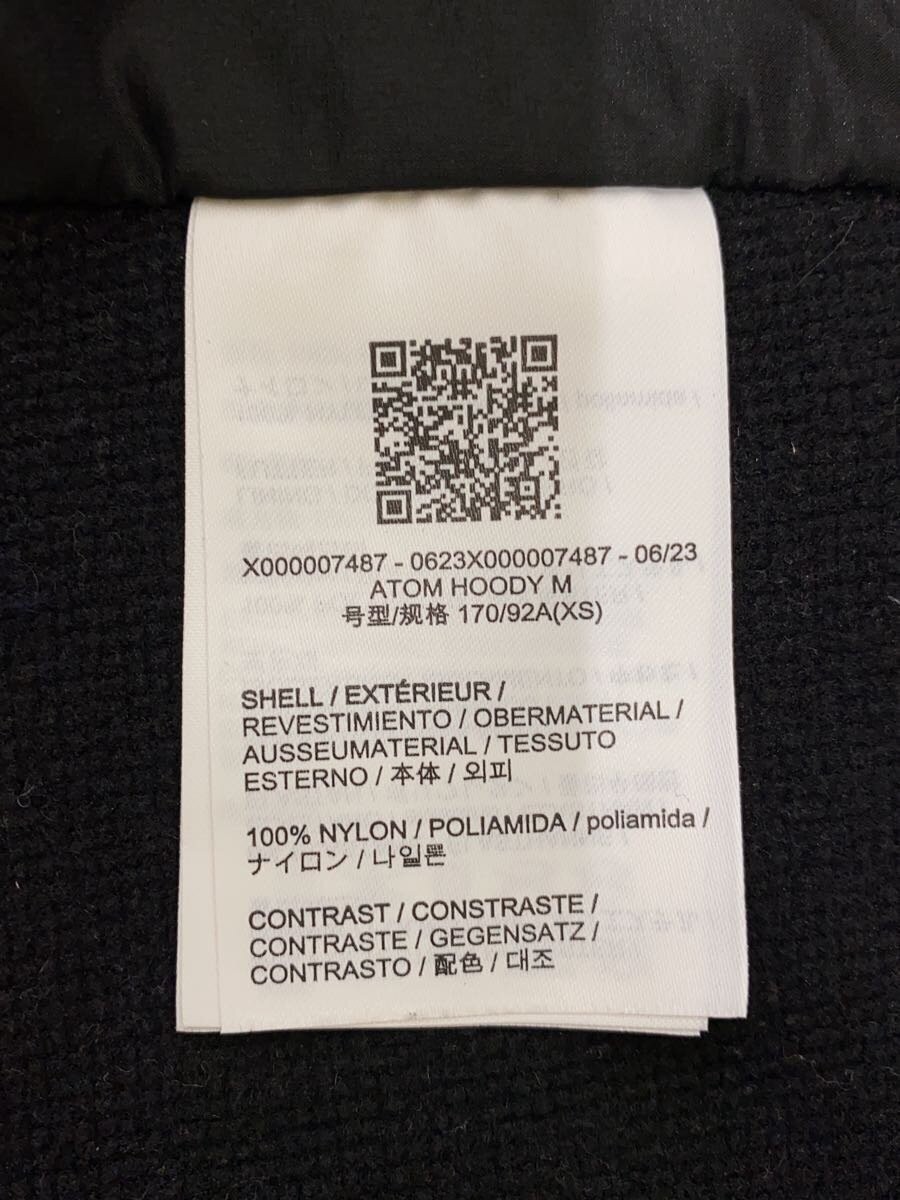 X000007487 - 0623X000007487 - 06/23
ATOM HOODY M
号型/规格 170/92A(XS)
SHELL / EXTÉRIEUR /
REVESTIMIENTO / OBERMATERIAL /
AUSSEUMATERIAL / TESSUTO
ESTERNO / 本体 / 외피
100% NYLON / POLIAMIDA / poliamida /
ナイロン / 나일론
CONTRAST / CONSTRASTE /
CONTRASTE / GEGENSATZ /
CONTRASTO / 配色 / 대조